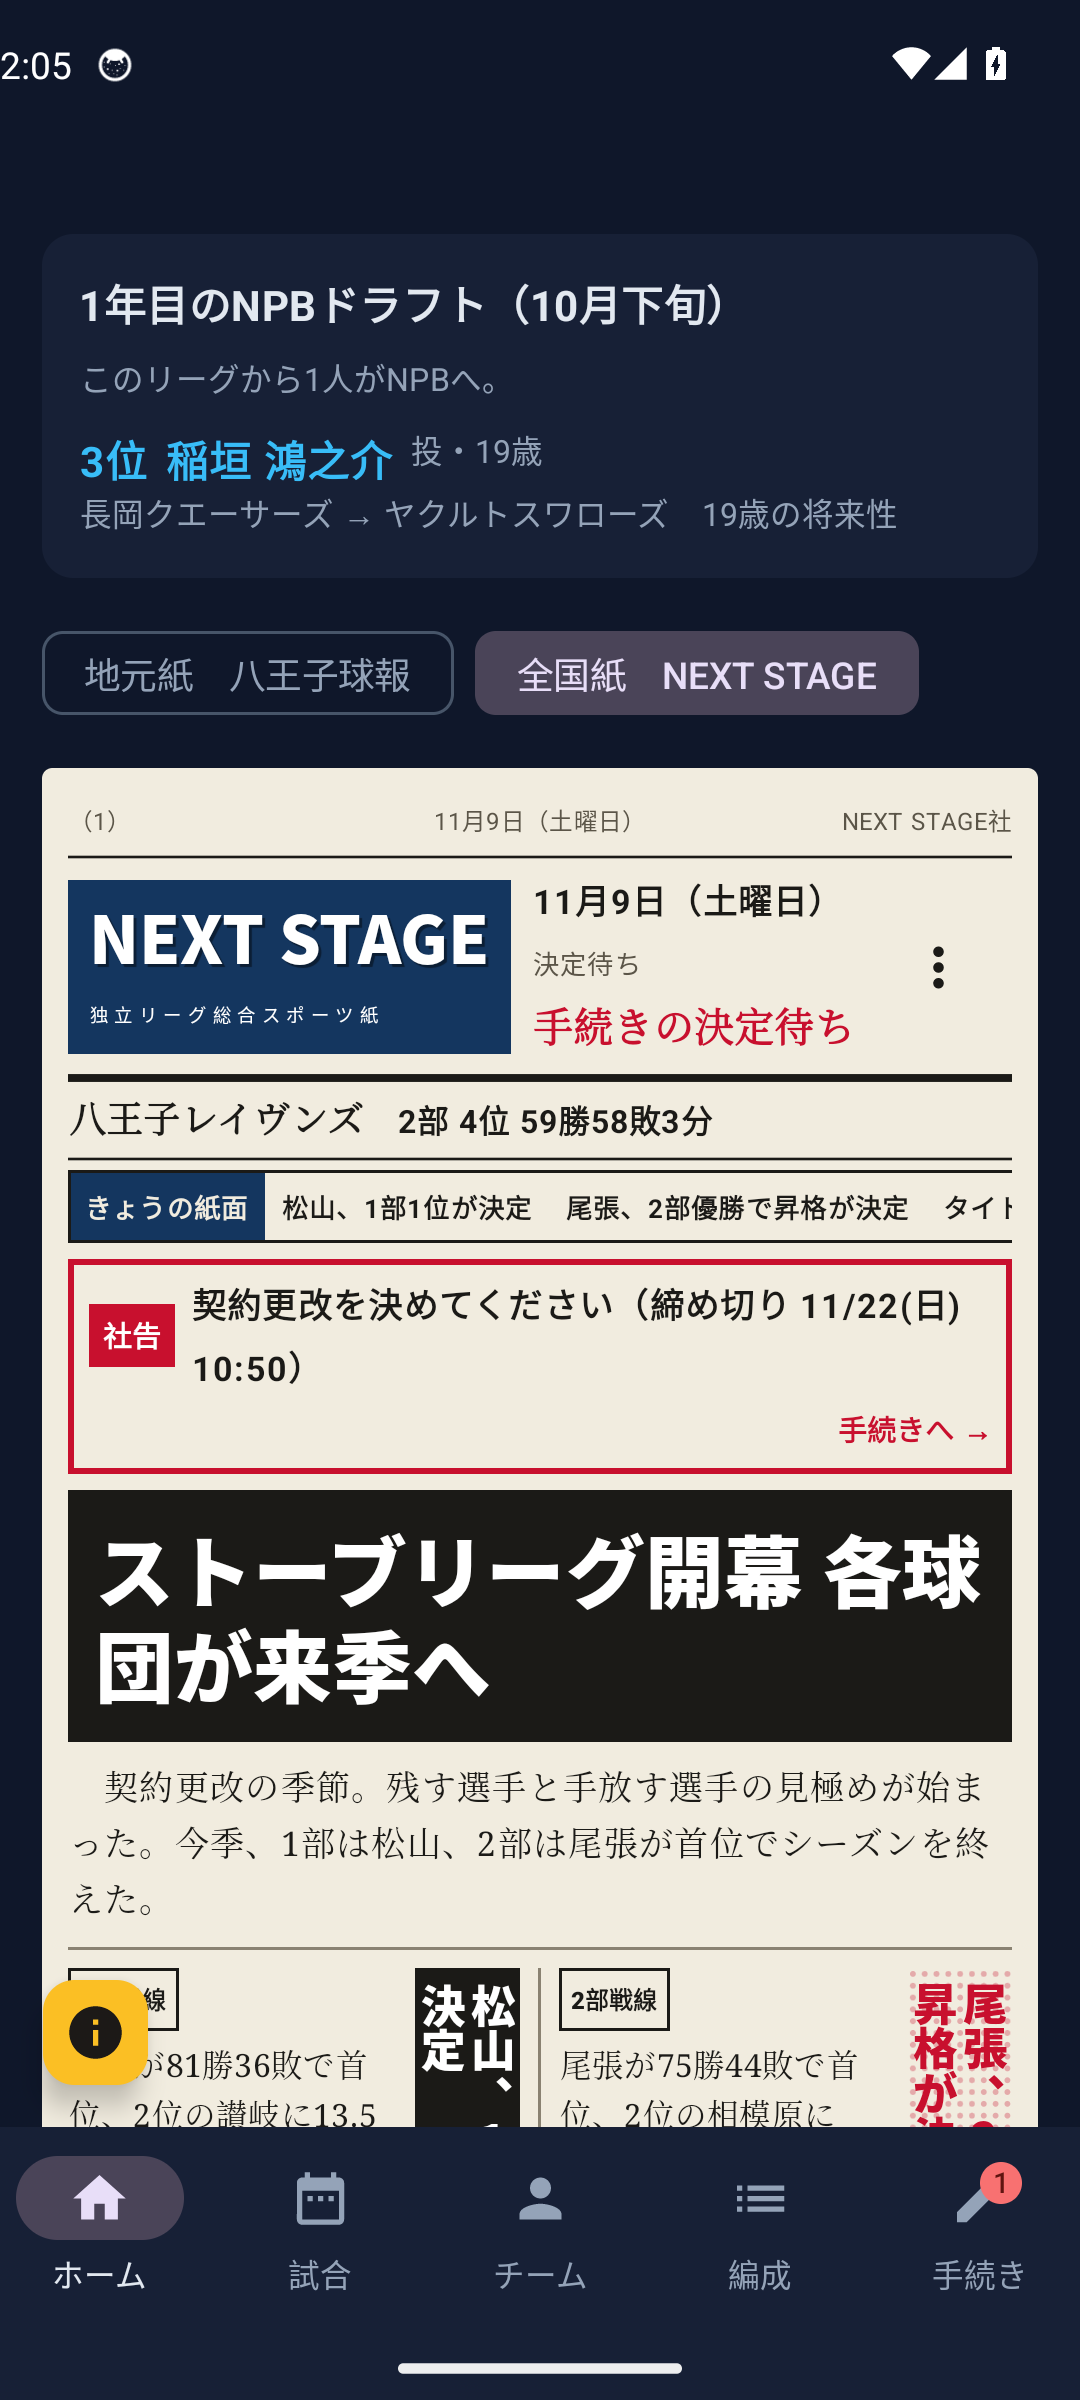 2:05
1年目のNPBドラフト（10月下旬）
このリーグから1人がNPBへ。
3位 稲垣 鴻之介 投・19歳
長岡クエーサーズ → ヤクルトスワローズ　19歳の将来性
地元紙　八王子球報
全国紙　NEXT STAGE
（1）
11月9日（土曜日）
NEXT STAGE社
NEXT STAGE
独立リーグ総合スポーツ紙
11月9日（土曜日）
決定待ち
手続きの決定待ち
八王子レイヴンズ　2部 4位 59勝58敗3分
きょうの紙面
松山、1部1位が決定　尾張、2部優勝で昇格が決定　タイト
社告
契約更改を決めてください（締め切り 11/22(日)
10:50）
手続きへ →
ストーブリーグ開幕 各球
団が来季へ
契約更改の季節。残す選手と手放す選手の見極めが始ま
った。今季、1部は松山、2部は尾張が首位でシーズンを終
えた。
線
が81勝36敗で首
位、2位の讃岐に13.5
松山、
決定
2部戦線
尾張が75勝44敗で首
位、2位の相模原に
尾張、
昇格が
ホーム
試合
チーム
編成
1
手続き